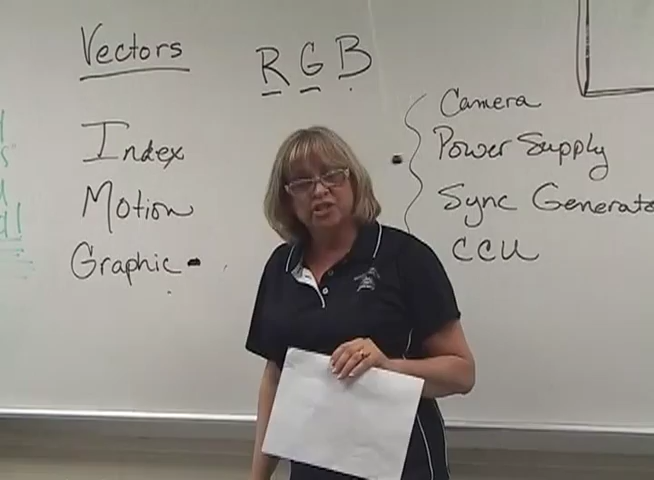 Vectors
Index
Motion
Graphic
RGB
Camera
Power Supply
Sync Generato
CCU